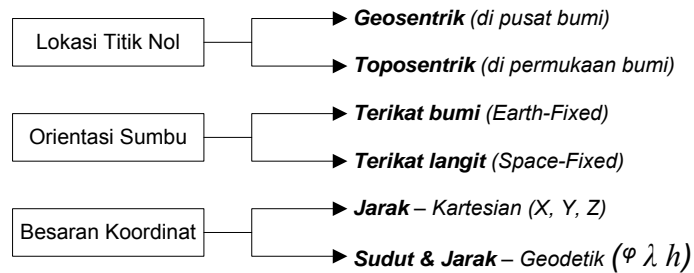 Lokasi Titik Nol
Geosentrik (di pusat bumi)
Toposentrik (di permukaan bumi)
Orientasi Sumbu
Terikat bumi (Earth-Fixed)
Terikat langit (Space-Fixed)
Besaran Koordinat
Jarak – Kartesian (X, Y, Z)
Sudut & Jarak – Geodetik (φ λ h)